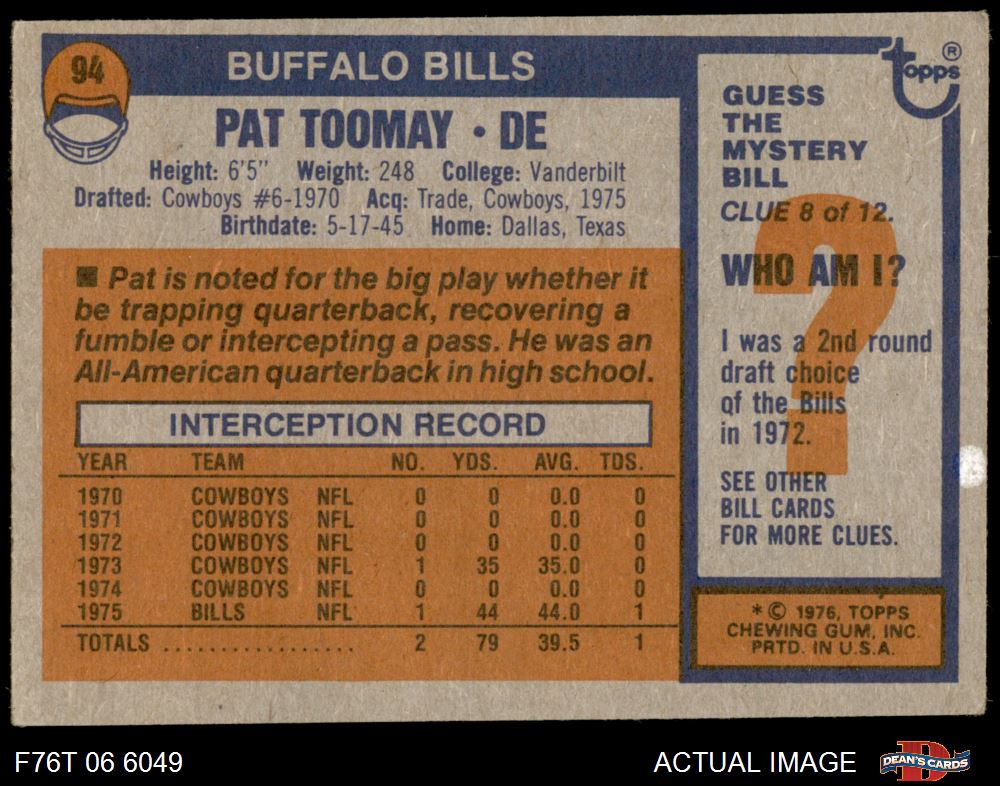 94
BUFFALO BILLS
PAT TOOMAY • DE
Height: 6'5" Weight: 248 College: Vanderbilt
Drafted: Cowboys #6-1970 Acq: Trade, Cowboys, 1975
Birthdate: 5-17-45 Home: Dallas, Texas
■ Pat is noted for the big play whether it
be trapping quarterback, recovering a
fumble or intercepting a pass. He was an
All-American quarterback in high school.
INTERCEPTION RECORD
YEAR TEAM NO. YDS. AVG. TDS.
1970 COWBOYS NFL 0 0 0.0 0
1971 COWBOYS NFL 0 0 0.0 0
1972 COWBOYS NFL 0 0 0.0 0
1973 COWBOYS NFL 1 35 35.0 0
1974 COWBOYS NFL 0 0 0.0 0
1975 BILLS NFL 1 44 44.0 1
TOTALS ................. 2 79 39.5 1
topps ®
GUESS
THE
MYSTERY
BILL
CLUE 8 of 12.
?
WHO AM I?
I was a 2nd round
draft choice
of the Bills
in 1972.
SEE OTHER
BILL CARDS
FOR MORE CLUES.
* © 1976, TOPPS
CHEWING GUM, INC.
PRTD. IN U.S.A.
F76T 06 6049
ACTUAL IMAGE
D
DEAN'S CARDS